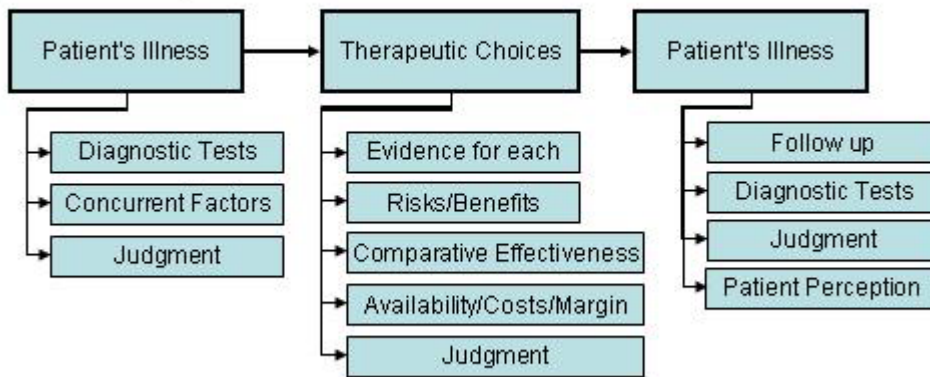 Patient's Illness
Therapeutic Choices
Patient's Illness
Diagnostic Tests
Concurrent Factors
Judgment
Evidence for each
Risks/Benefits
Comparative Effectiveness
Availability/Costs/Margin
Judgment
Follow up
Diagnostic Tests
Judgment
Patient Perception